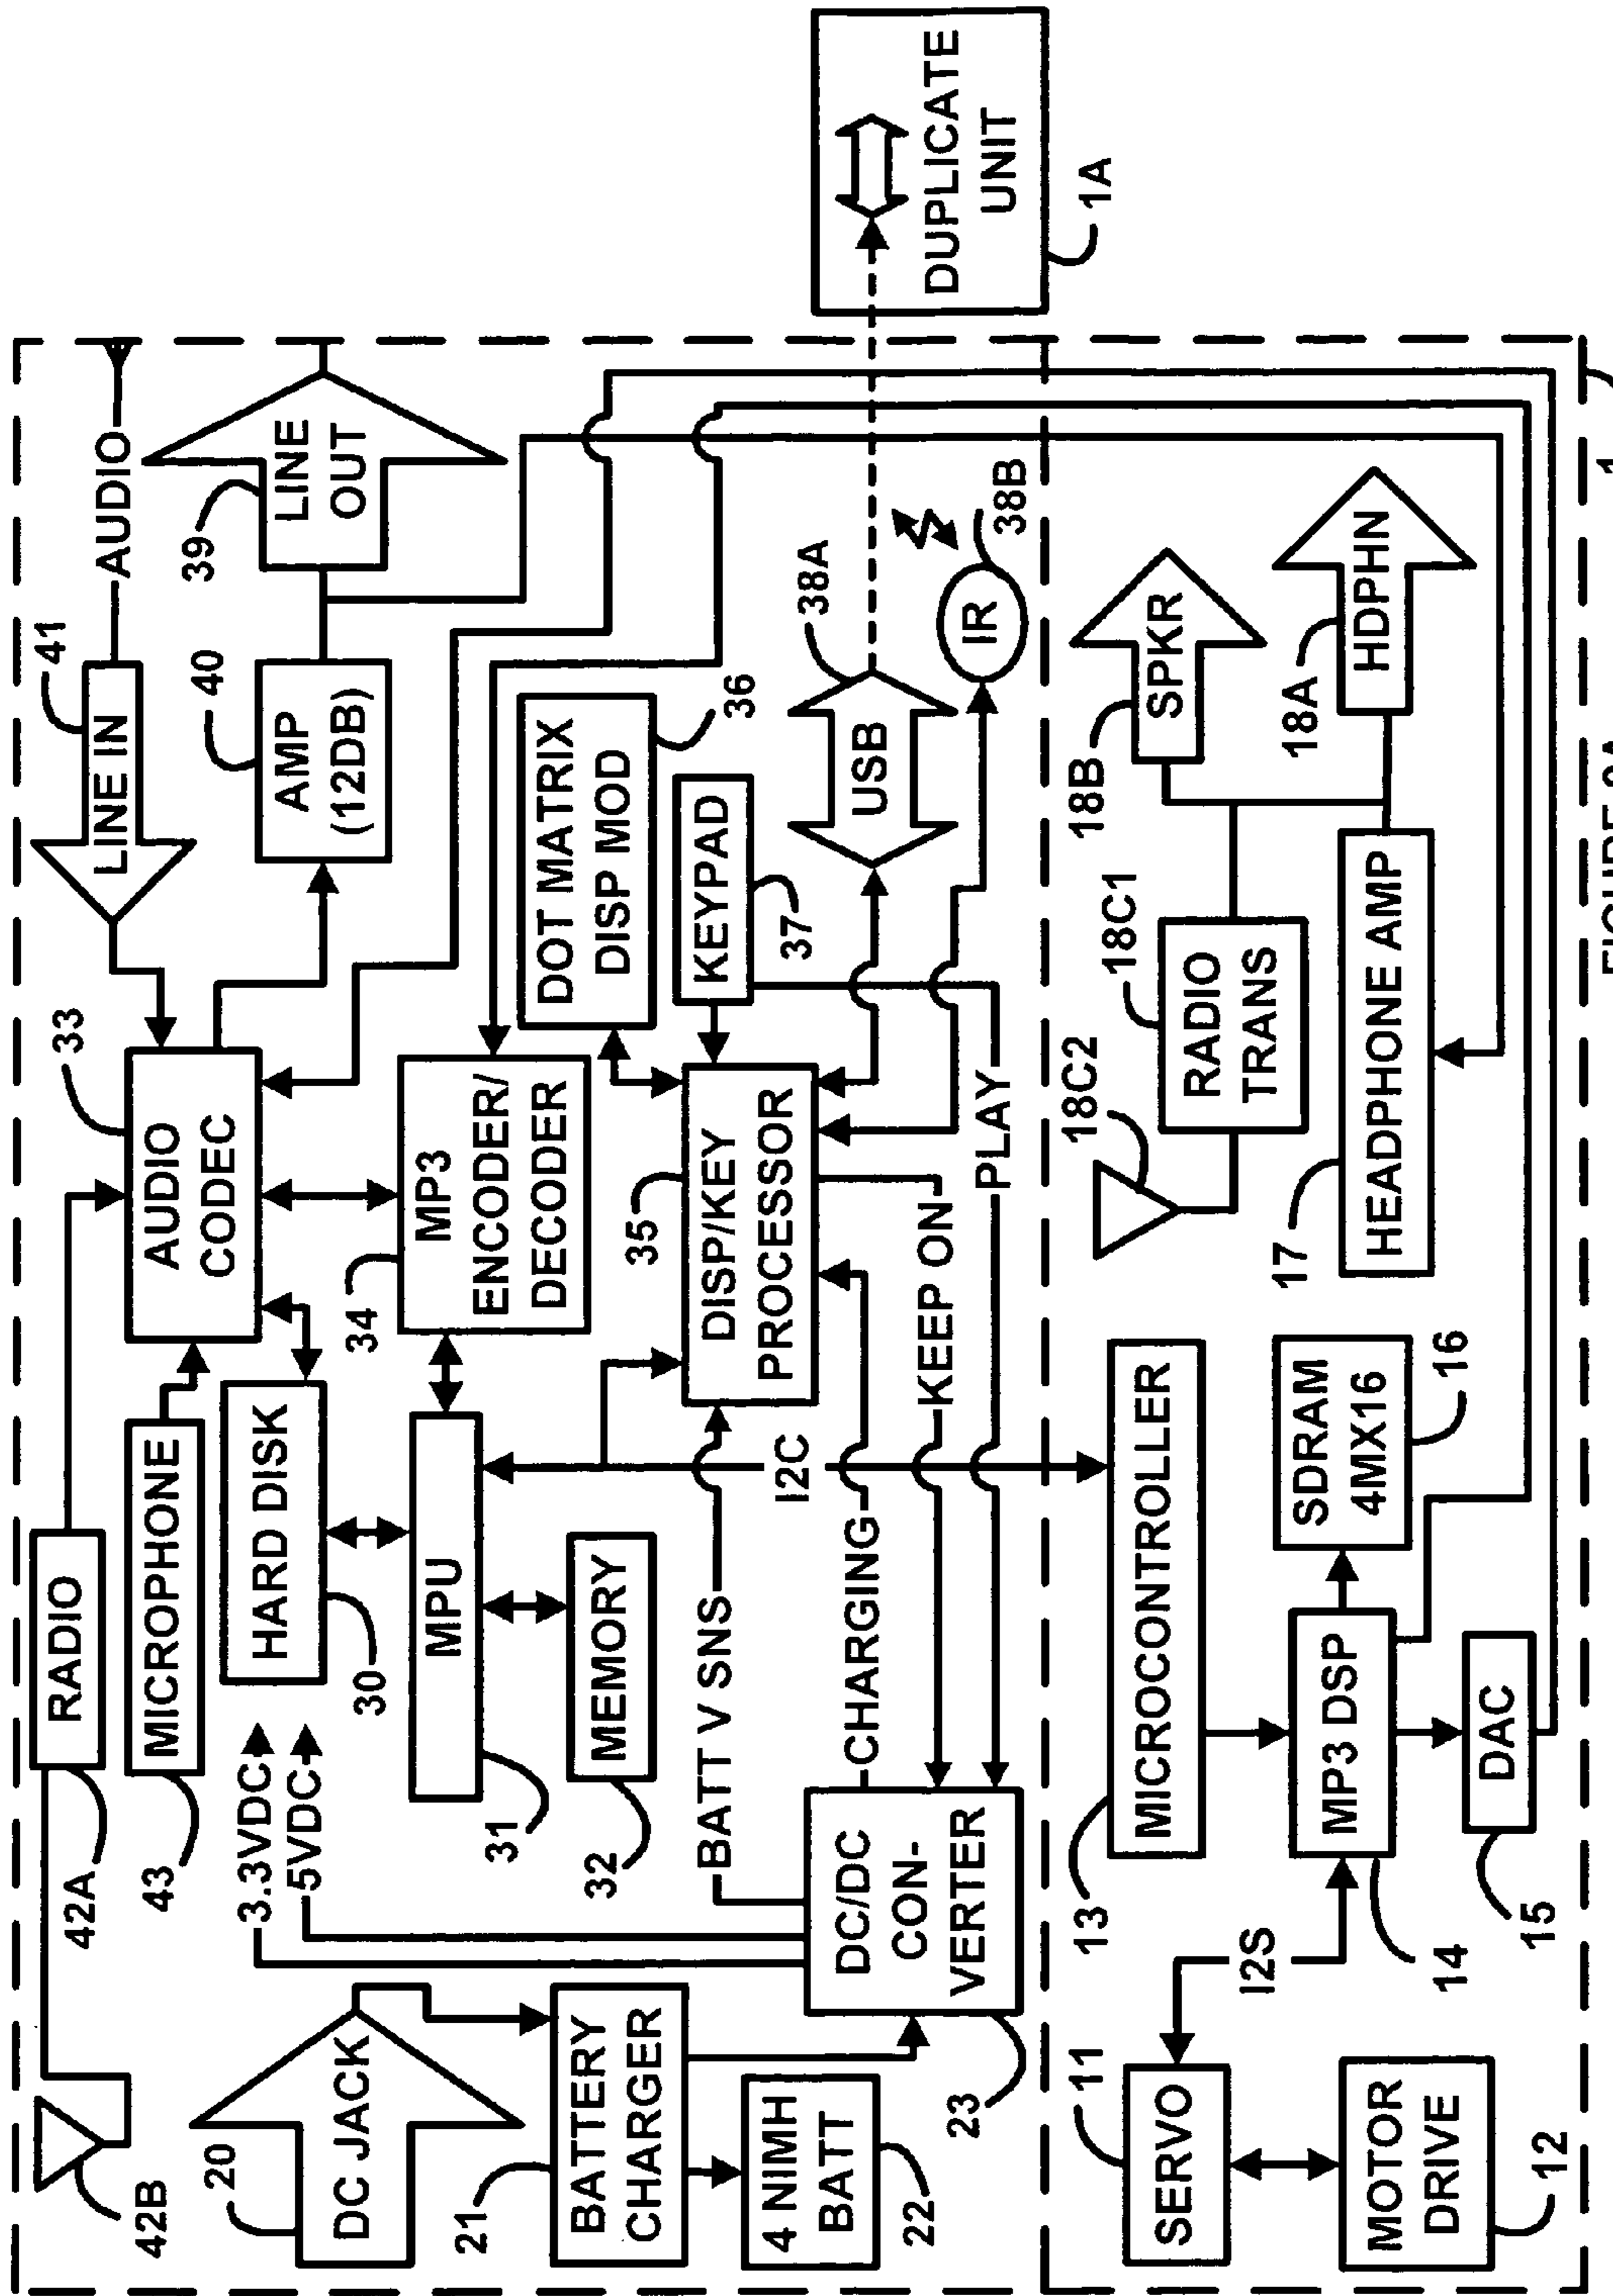 42B
42A
RADIO
43
MICROPHONE
33
AUDIO
CODEC
41
LINE IN
AUDIO
20
DC JACK
3.3VDC
5VDC
30
HARD DISK
40
AMP
(12DB)
39
LINE
OUT
21
BATTERY
CHARGER
31
MPU
34
MP3
ENCODER/
DECODER
32
MEMORY
36
DOT MATRIX
DISP MOD
22
4 NIMH
BATT
BATT V SNS
35
DISP/KEY
PROCESSOR
37
KEYPAD
I2C
23
DC/DC
CON-
VERTER
CHARGING
KEEP ON
PLAY
USB
38A
IR
38B
DUPLICATE
UNIT
1A
11
SERVO
12
MOTOR
DRIVE
I2S
13
MICROCONTROLLER
14
MP3 DSP
15
DAC
16
SDRAM
4MX16
18C2
18C1
RADIO
TRANS
17
HEADPHONE AMP
18B
SPKR
18A
HDPHN
1